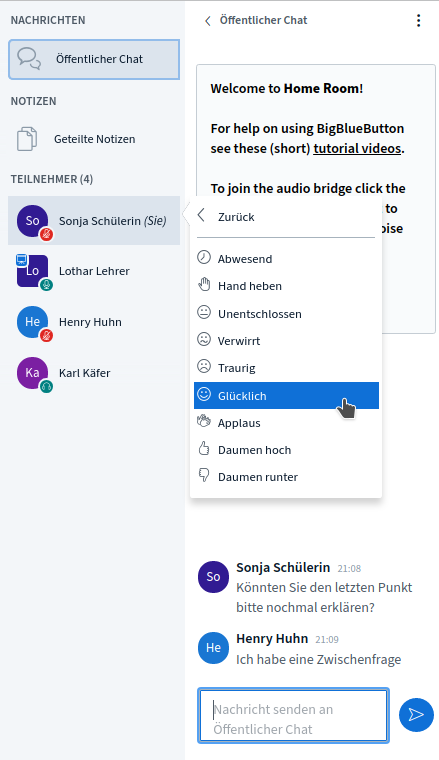 NACHRICHTEN
Öffentlicher Chat
NOTIZEN
Geteilte Notizen
TEILNEHMER (4)
So
Sonja Schülerin (Sie)
Lo
Lothar Lehrer
He
Henry Huhn
Ka
Karl Käfer
Öffentlicher Chat
Welcome to Home Room!
For help on using BigBlueButton
see these (short) tutorial videos.
To join the audio bridge click the
to
Zurück
Abwesend
Hand heben
Unentschlossen
Verwirrt
Traurig
Glücklich
Applaus
Daumen hoch
Daumen runter
So
Sonja Schülerin 21:08
Könnten Sie den letzten Punkt
bitte nochmal erklären?
He
Henry Huhn 21:09
Ich habe eine Zwischenfrage
Nachricht senden an
Öffentlicher Chat